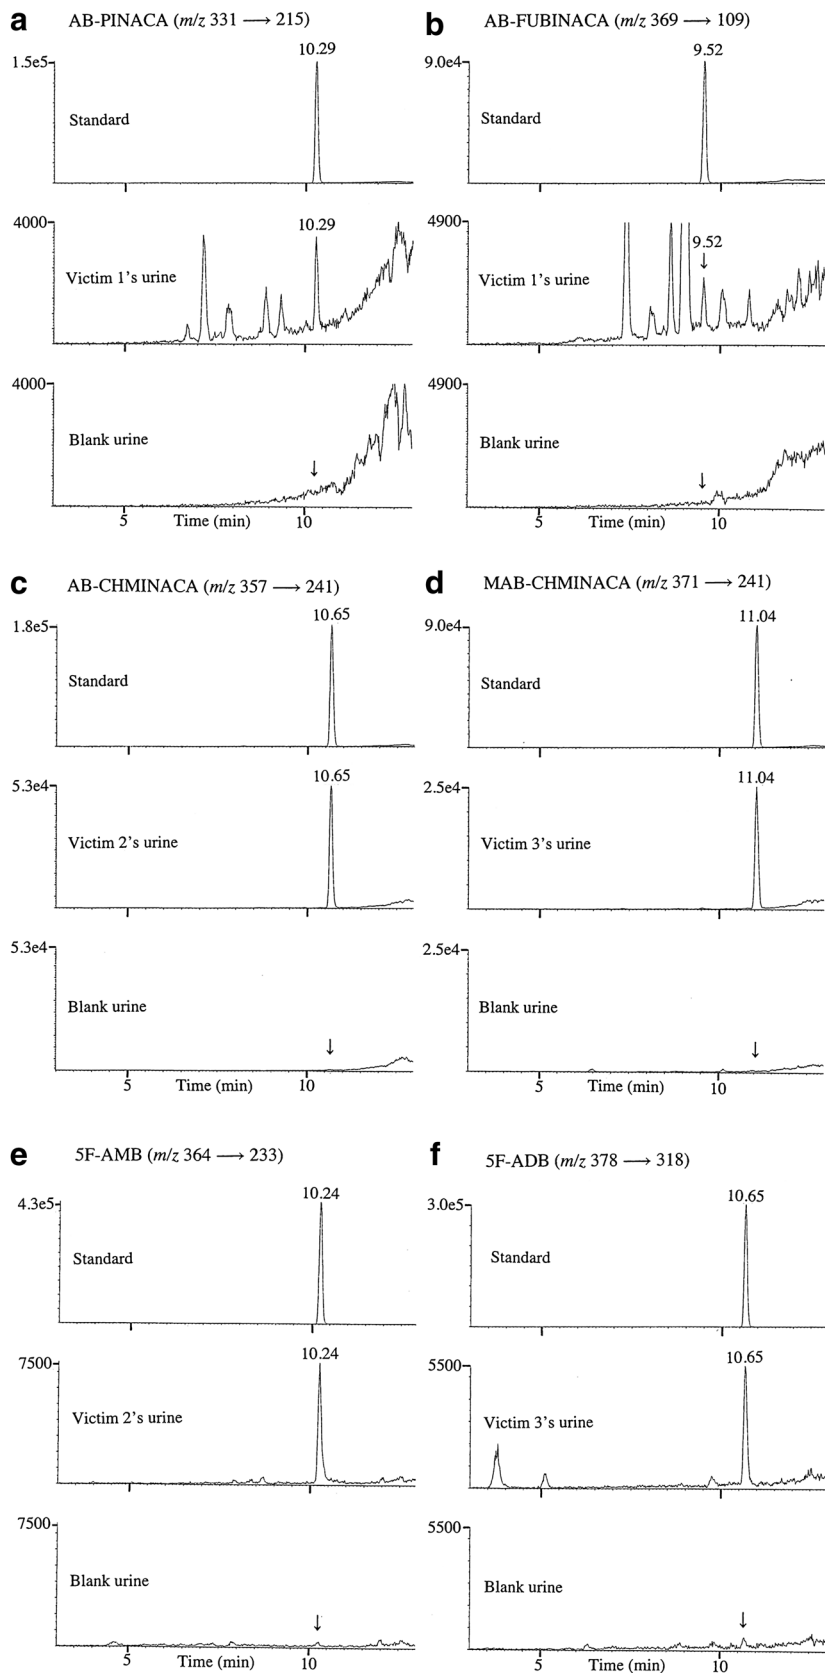 a AB-PINACA (m/z 331 → 215)
10.29
1.5e5
Standard
4000
10.29
Victim 1's urine
4000
Blank urine
↓
5 Time (min) 10
b AB-FUBINACA (m/z 369 → 109)
9.52
9.0e4
Standard
4900
9.52
↓
Victim 1's urine
4900
Blank urine
↓
5 Time (min) 10
c AB-CHMINACA (m/z 357 → 241)
10.65
1.8e5
Standard
10.65
5.3e4
Victim 2's urine
5.3e4
Blank urine
↓
5 Time (min) 10
d MAB-CHMINACA (m/z 371 → 241)
11.04
9.0e4
Standard
11.04
2.5e4
Victim 3's urine
2.5e4
Blank urine
↓
5 Time (min) 10
e 5F-AMB (m/z 364 → 233)
10.24
4.3e5
Standard
10.24
7500
Victim 2's urine
7500
Blank urine
↓
5 Time (min) 10
f 5F-ADB (m/z 378 → 318)
10.65
3.0e5
Standard
10.65
5500
Victim 3's urine
5500
Blank urine
↓
5 Time (min) 10